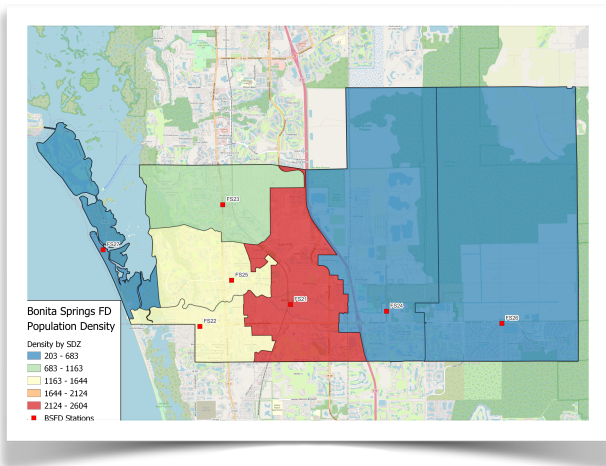 FS23
FS27
FS25
FS21
FS24
FS26
FS22
Bonita Springs FD
Population Density
Density by SDZ
203 - 683
683 - 1163
1163 - 1644
1644 - 2124
2124 - 2604
BSFD Stations